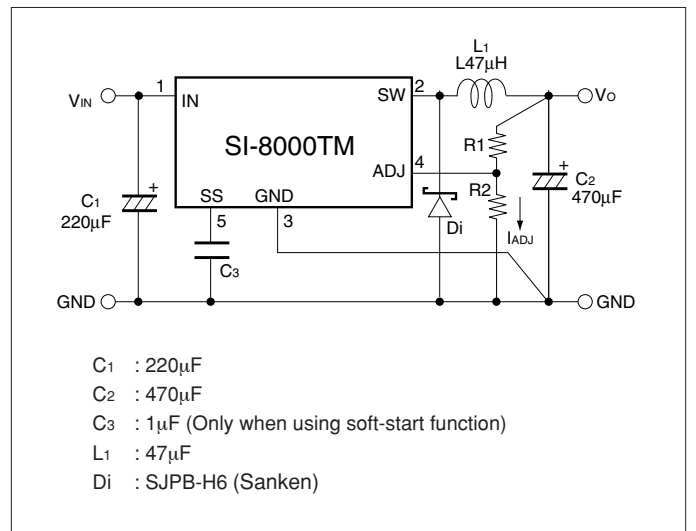 L1
L47μH
VIN
1
IN
SW
2
VO
SI-8000TM
R1
ADJ
4
C1
220μF
+
SS
GND
5
3
R2
Di
IADJ
+
C2
470μF
C3
GND
GND
C1 : 220μF
C2 : 470μF
C3 : 1μF (Only when using soft-start function)
L1 : 47μF
Di : SJPB-H6 (Sanken)